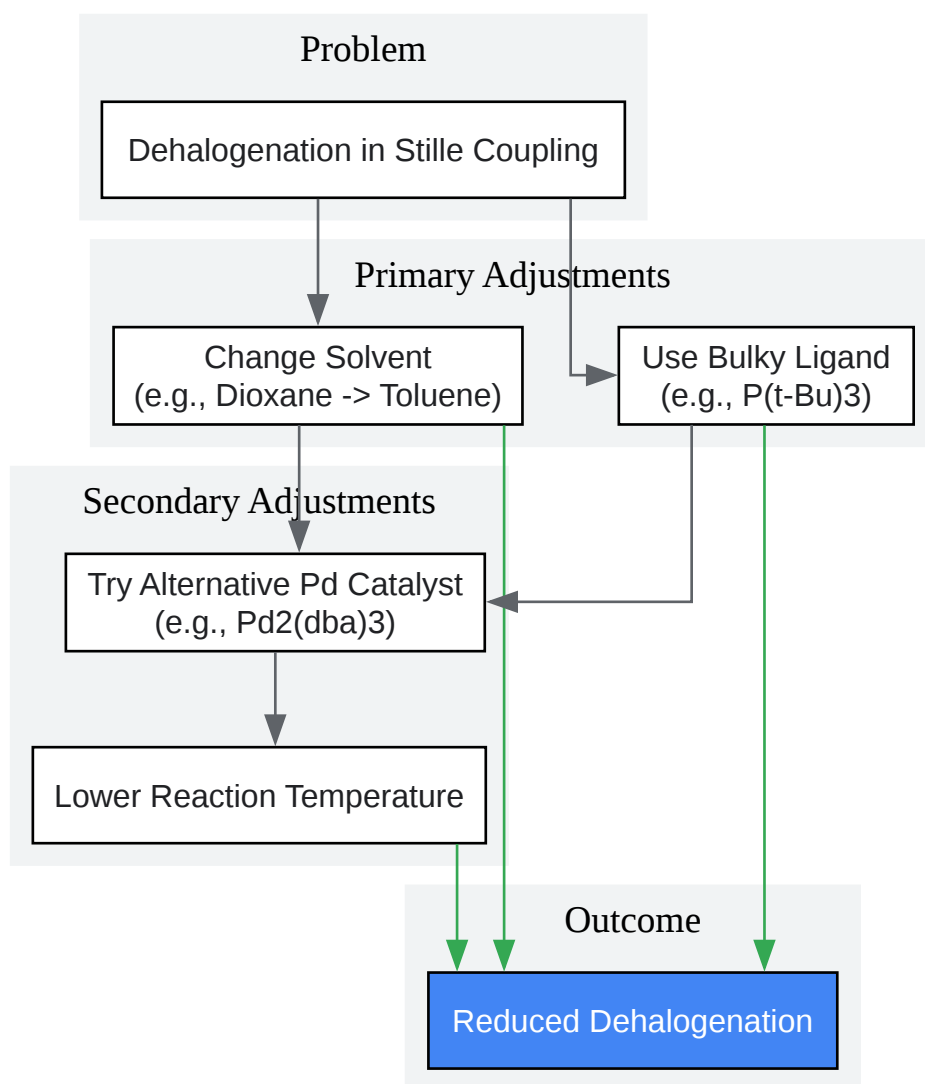 Problem
Dehalogenation in Stille Coupling
Primary Adjustments
Change Solvent
(e.g., Dioxane -> Toluene)
Use Bulky Ligand
(e.g., P(t-Bu)3)
Secondary Adjustments
Try Alternative Pd Catalyst
(e.g., Pd2(dba)3)
Lower Reaction Temperature
Outcome
Reduced Dehalogenation